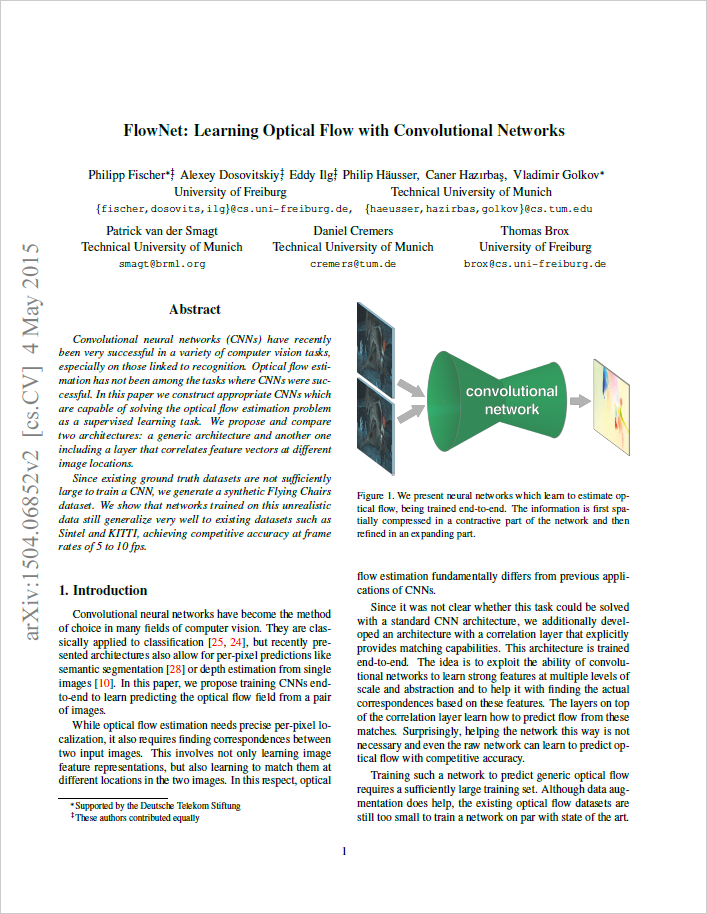 FlowNet: Learning Optical Flow with Convolutional Networks
Philipp Fischer*‡, Alexey Dosovitskiy‡, Eddy Ilg‡, Philip Häusser, Caner Hazırbaş, Vladimir Golkov*
University of Freiburg Technical University of Munich
{fischer,dosovits,ilg}@cs.uni-freiburg.de, {haeusser,hazirbas,golkov}@cs.tum.edu
Patrick van der Smagt Daniel Cremers Thomas Brox
Technical University of Munich Technical University of Munich University of Freiburg
smagt@brml.org cremers@tum.de brox@cs.uni-freiburg.de
arXiv:1504.06852v2 [cs.CV] 4 May 2015
Abstract
Convolutional neural networks (CNNs) have recently
been very successful in a variety of computer vision tasks,
especially on those linked to recognition. Optical flow esti-
mation has not been among the tasks where CNNs were suc-
cessful. In this paper we construct appropriate CNNs which
are capable of solving the optical flow estimation problem
as a supervised learning task. We propose and compare
two architectures: a generic architecture and another one
including a layer that correlates feature vectors at different
image locations.
Since existing ground truth datasets are not sufficiently
large to train a CNN, we generate a synthetic Flying Chairs
dataset. We show that networks trained on this unrealistic
data still generalize very well to existing datasets such as
Sintel and KITTI, achieving competitive accuracy at frame
rates of 5 to 10 fps.
1. Introduction
Convolutional neural networks have become the method
of choice in many fields of computer vision. They are clas-
sically applied to classification [25, 24], but recently pre-
sented architectures also allow for per-pixel predictions like
semantic segmentation [28] or depth estimation from single
images [10]. In this paper, we propose training CNNs end-
to-end to learn predicting the optical flow field from a pair
of images.
While optical flow estimation needs precise per-pixel lo-
calization, it also requires finding correspondences between
two input images. This involves not only learning image
feature representations, but also learning to match them at
different locations in the two images. In this respect, optical
*Supported by the Deutsche Telekom Stiftung
‡These authors contributed equally
convolutional
network
Figure 1. We present neural networks which learn to estimate op-
tical flow, being trained end-to-end. The information is first spa-
tially compressed in a contractive part of the network and then
refined in an expanding part.
flow estimation fundamentally differs from previous appli-
cations of CNNs.
Since it was not clear whether this task could be solved
with a standard CNN architecture, we additionally devel-
oped an architecture with a correlation layer that explicitly
provides matching capabilities. This architecture is trained
end-to-end. The idea is to exploit the ability of convolu-
tional networks to learn strong features at multiple levels of
scale and abstraction and to help it with finding the actual
correspondences based on these features. The layers on top
of the correlation layer learn how to predict flow from these
matches. Surprisingly, helping the network this way is not
necessary and even the raw network can learn to predict op-
tical flow with competitive accuracy.
Training such a network to predict generic optical flow
requires a sufficiently large training set. Although data aug-
mentation does help, the existing optical flow datasets are
still too small to train a network on par with state of the art.
1